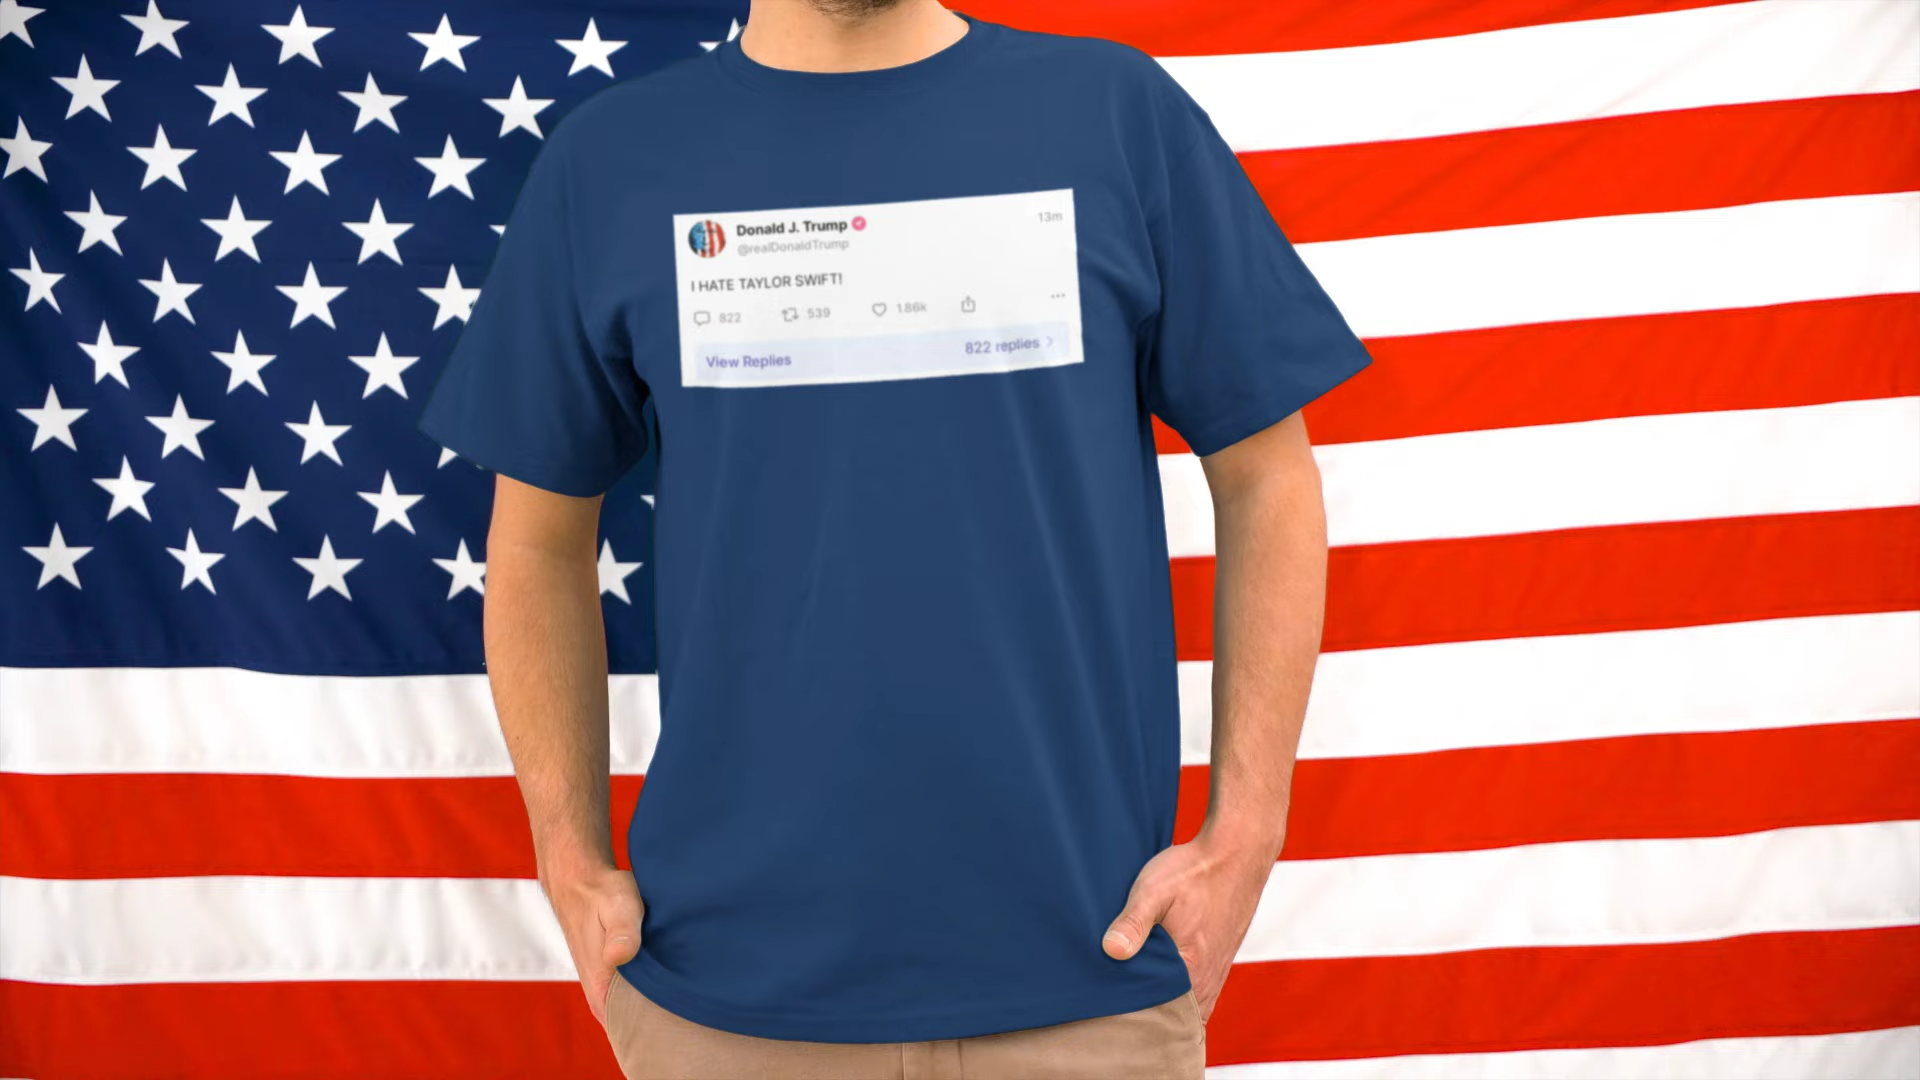 Donald J. Trump
13m
@realDonaldTrump
I HATE TAYLOR SWIFT!
822 539 1.86k
View Replies 822 replies